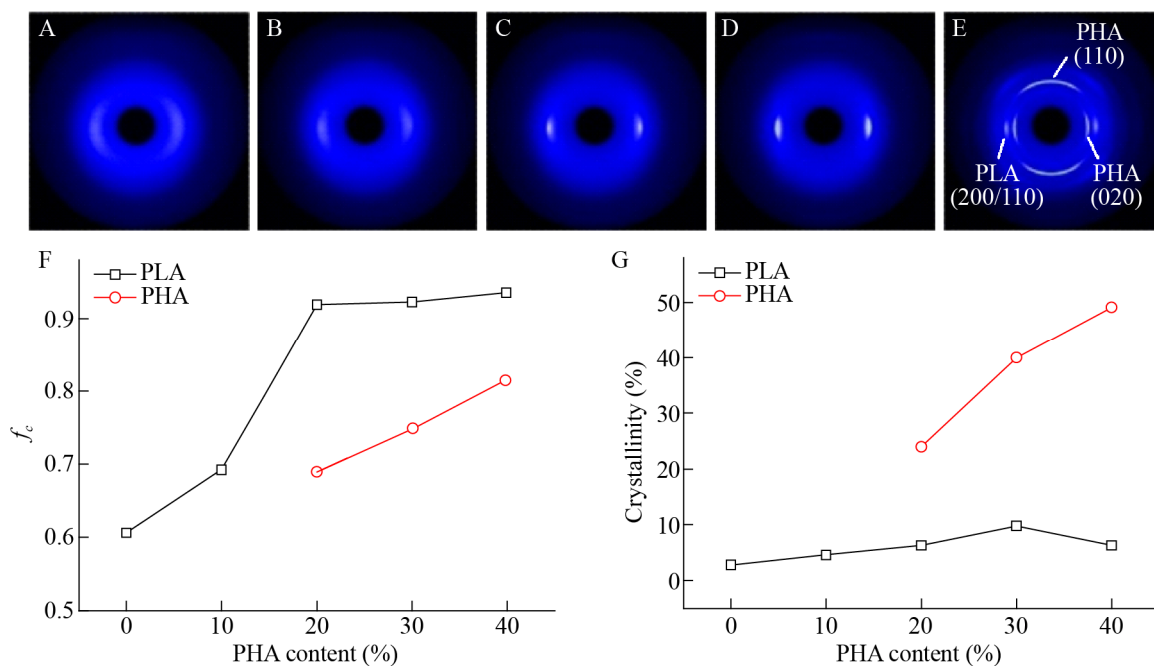 A
B
C
D
E
PHA
(110)
PLA
(200/110)
PHA
(020)
F
PLA
PHA
0.9
0.8
0.7
0.6
0.5
f_c
0 10 20 30 40
PHA content (%)
G
PLA
PHA
50
40
30
20
10
0
Crystallinity (%)
0 10 20 30 40
PHA content (%)